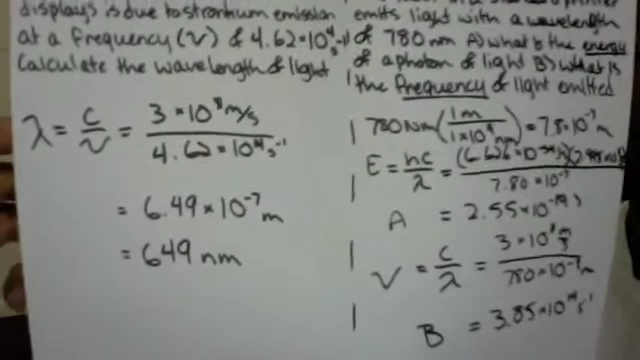 displays is due to strontium emission
at a frequency (ν) of 4.62×10¹⁴ s⁻¹
Calculate the wavelength of light
λ = c/ν = 3×10⁸ m/s / 4.62×10¹⁴ s⁻¹
= 6.49×10⁻⁷ m
= 649 nm
emits light with a wavelength
of 780 nm A) what is the energy
of a photon of light B) what is
the frequency of light emitted
780 nm (1m / 1×10⁹ nm) = 7.8×10⁻⁷ m
E = hc/λ = / 7.80×10⁻⁷
A = 2.55×10⁻¹⁹ J
ν = c/λ = 3×10⁸ m/s / 780×10⁻⁷ m
B = 3.85×10¹⁴ s⁻¹